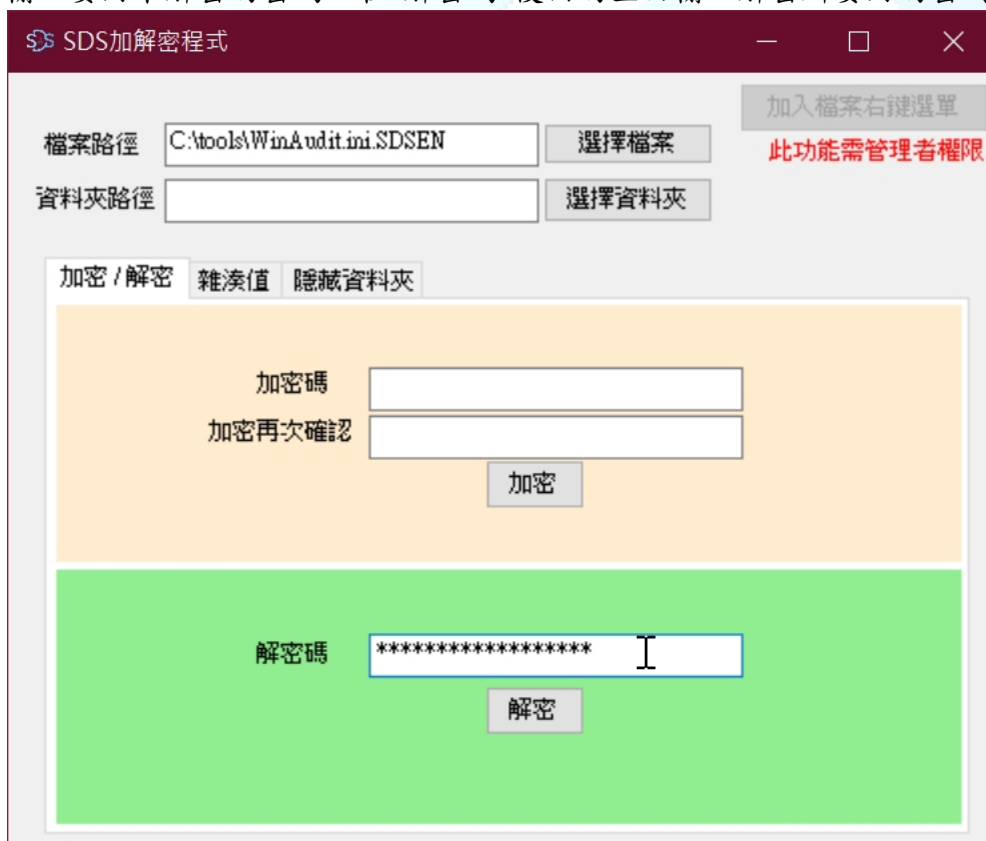 SDS加解密程式
加入檔案右鍵選單
檔案路徑 C:\tools\WinAudit.ini.SDSEN 選擇檔案
此功能需管理者權限
資料夾路徑 選擇資料夾
加密 / 解密 雜湊值 隱藏資料夾
加密碼
加密再次確認
加密
解密碼 ******************
解密